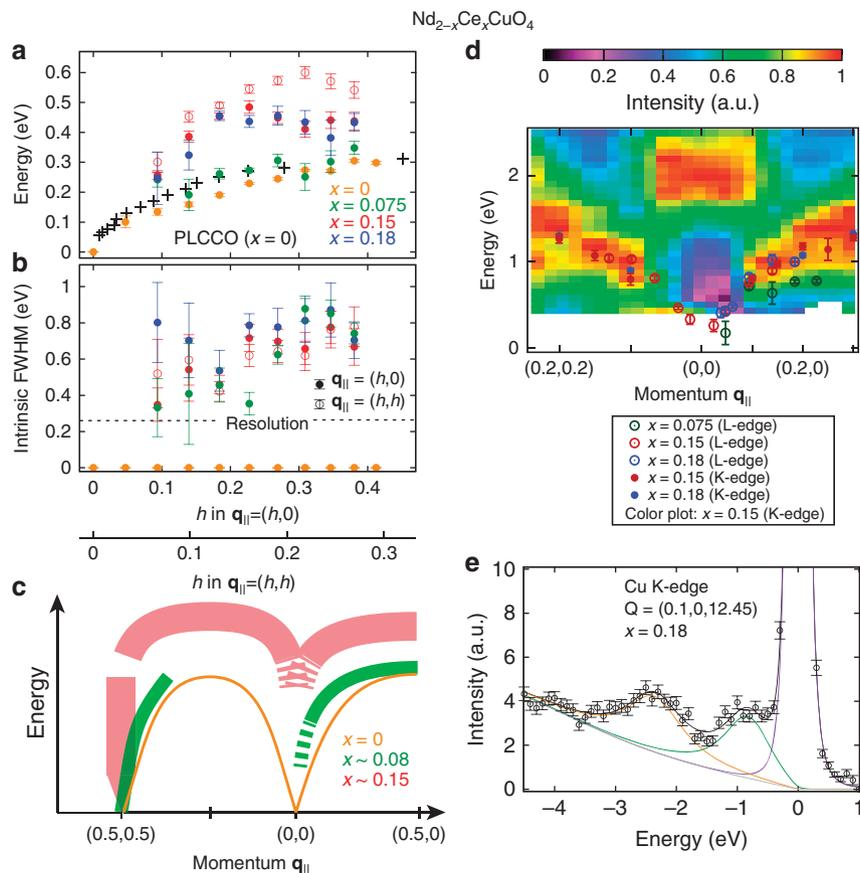 Nd2−xCexCuO4
a
Energy (eV)
0.6
0.5
0.4
0.3
0.2
0.1
0
x = 0
x = 0.075
x = 0.15
x = 0.18
PLCCO (x = 0)
b
Intrinsic FWHM (eV)
1
0.8
0.6
0.4
0.2
0
q|| = (h,0)
q|| = (h,h)
Resolution
0 0.1 0.2 0.3 0.4
h in q||=(h,0)
0 0.1 0.2 0.3
h in q||=(h,h)
c
Energy
x = 0
x ~ 0.08
x ~ 0.15
(0.5,0.5) (0,0) (0.5,0)
Momentum q||
d
0 0.2 0.4 0.6 0.8 1
Intensity (a.u.)
Energy (eV)
2
1
0
(0.2,0.2) (0,0) (0.2,0)
Momentum q||
x = 0.075 (L-edge)
x = 0.15 (L-edge)
x = 0.18 (L-edge)
x = 0.15 (K-edge)
x = 0.18 (K-edge)
Color plot: x = 0.15 (K-edge)
e
Intensity (a.u.)
10
8
6
4
2
0
Cu K-edge
Q = (0.1,0,12.45)
x = 0.18
−4 −3 −2 −1 0 1
Energy (eV)